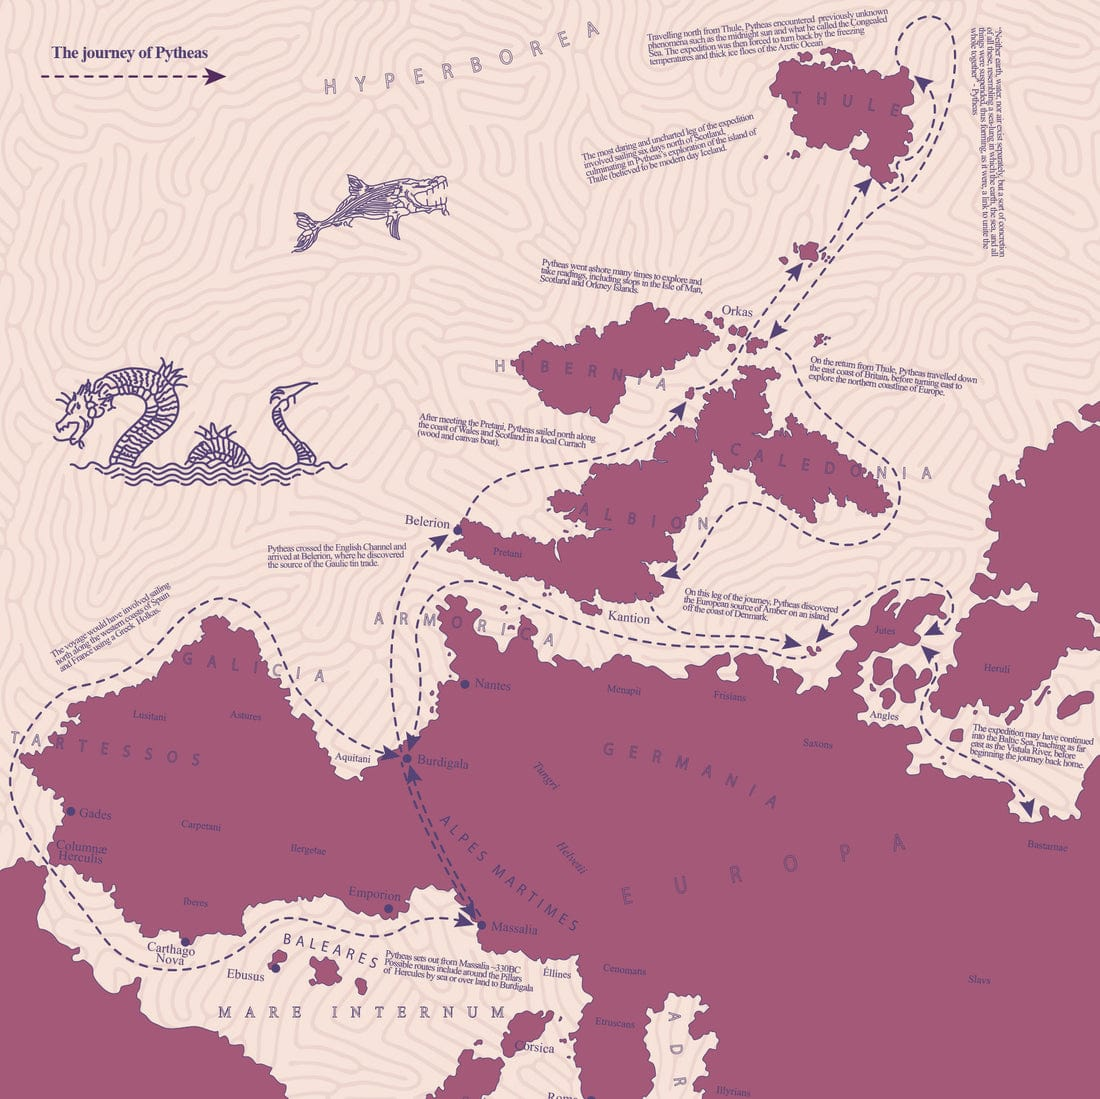 The journey of Pytheas
HYPERBOREA
Travelling north from Thule, Pytheas encountered previously unknown
phenomena such as the midnight sun and what he called the Congealed
Sea. The expedition was then forced to turn back by the freezing
temperatures and thick ice floes of the Arctic Ocean
"Neither earth, water, nor air exist separately, but a sort of concretion
of all these, resembling a sea-lung in which the earth, the sea, and all
things were suspended, thus forming, as it were, a link to unite the
whole together" - Pytheas
THULE
The most daring and uncharted leg of the expedition
involved sailing six days north of Scotland,
culminating in Pytheas's exploration of the island of
Thule (believed to be modern day Iceland.
Pytheas went ashore many times to explore and
take readings, including stops in the Isle of Man,
Scotland and Orkney Islands.
Orkas
HIBERNIA
On the return from Thule, Pytheas travelled down
the east coast of Britain, before turning east to
explore the northern coastline of Europe.
After meeting the Pretani, Pytheas sailed north along
the coast of Wales and Scotland in a local Currach
(wood and canvas boat).
CALEDONIA
ALBION
Belerion
Pretani
Pytheas crossed the English Channel and
arrived at Belerion, where he discovered
the source of the Gaulic tin trade.
The voyage would have involved sailing
north along the western coasts of Spain
and France using a Greek 'Holkas.
On this leg of the journey, Pytheas discovered
the European source of Amber on an island
off the coast of Denmark.
Kantion
ARMORICA
Jutes
GALICIA
Heruli
Nantes
Menapii
Frisians
Lusitani
Astures
Angles
TARTESSOS
Saxons
The expedition may have continued
into the Baltic Sea, reaching as far
east as the Vistula River, before
beginning the journey back home.
Aquitani
Burdigala
GERMANIA
Tungri
Gades
Carpetani
ALPES MARTIMES
Columnæ
Herculis
Ilergetae
Helvetii
EUROPA
Bastarnae
Emporion
Iberes
Massalia
Carthago
Nova
BALEARES
Ebusus
Pytheas sets out from Massalia ~330BC
Possible routes include around the Pillars
of Hercules by sea or over land to Burdigala
Éllines
Cenomans
Slavs
MARE INTERNUM
Etruscans
ADR
Corsica
Illyrians
Rome